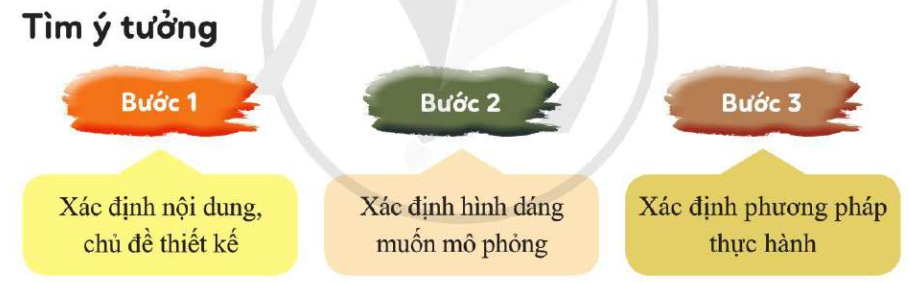 Tìm ý tưởng
Bước 1
Bước 2
Bước 3
Xác định nội dung,
chủ đề thiết kế
Xác định hình dáng
muốn mô phỏng
Xác định phương pháp
thực hành